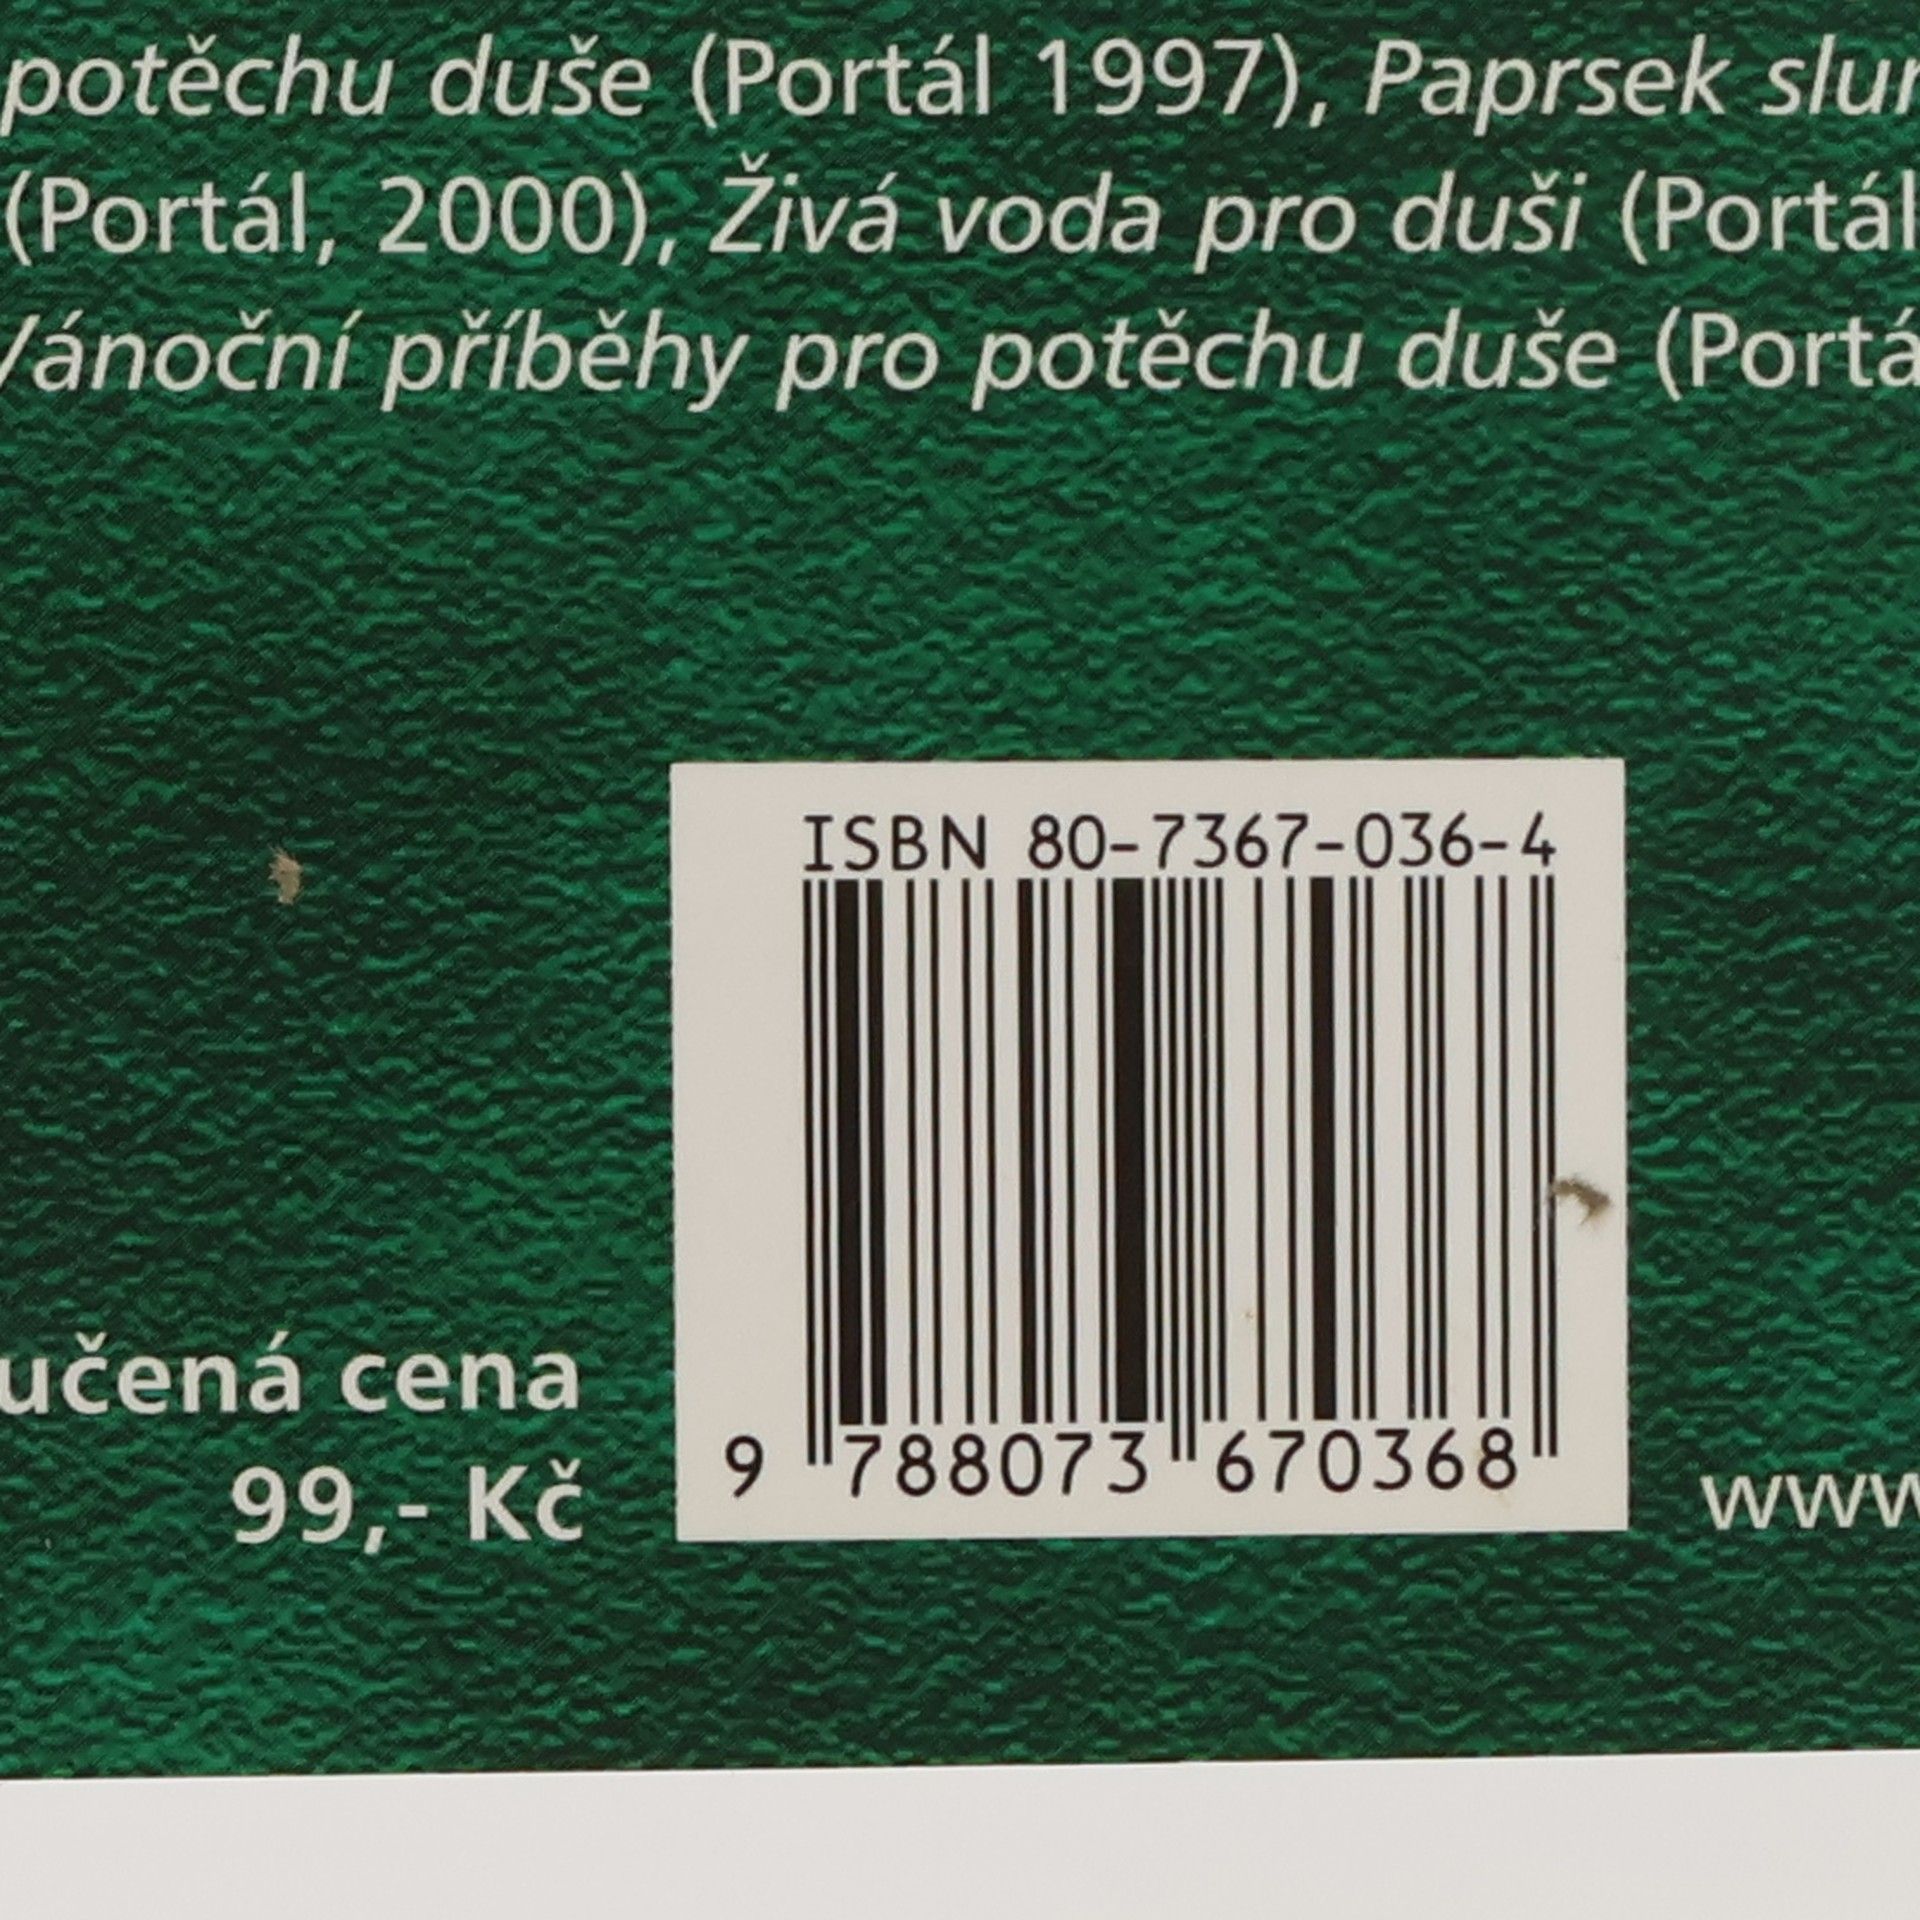 potěchu duše (Portál 1997), Paprsek slun
(Portál, 2000), Živá voda pro duši (Portál
Vánoční příběhy pro potěchu duše (Portá
ISBN 80-7367-036-4
9 788073 670368
učená cena
99,- Kč
www